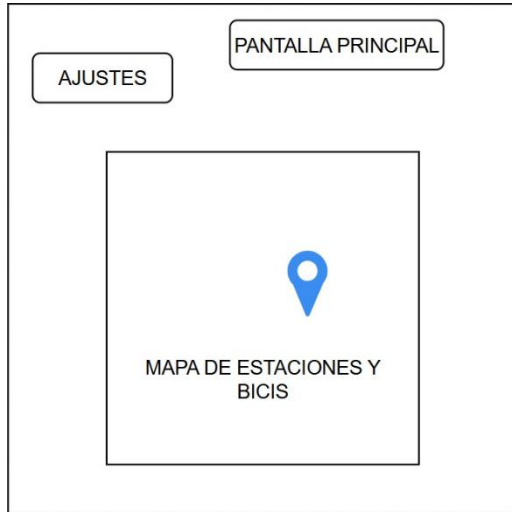 PANTALLA PRINCIPAL
AJUSTES
MAPA DE ESTACIONES Y
BICIS